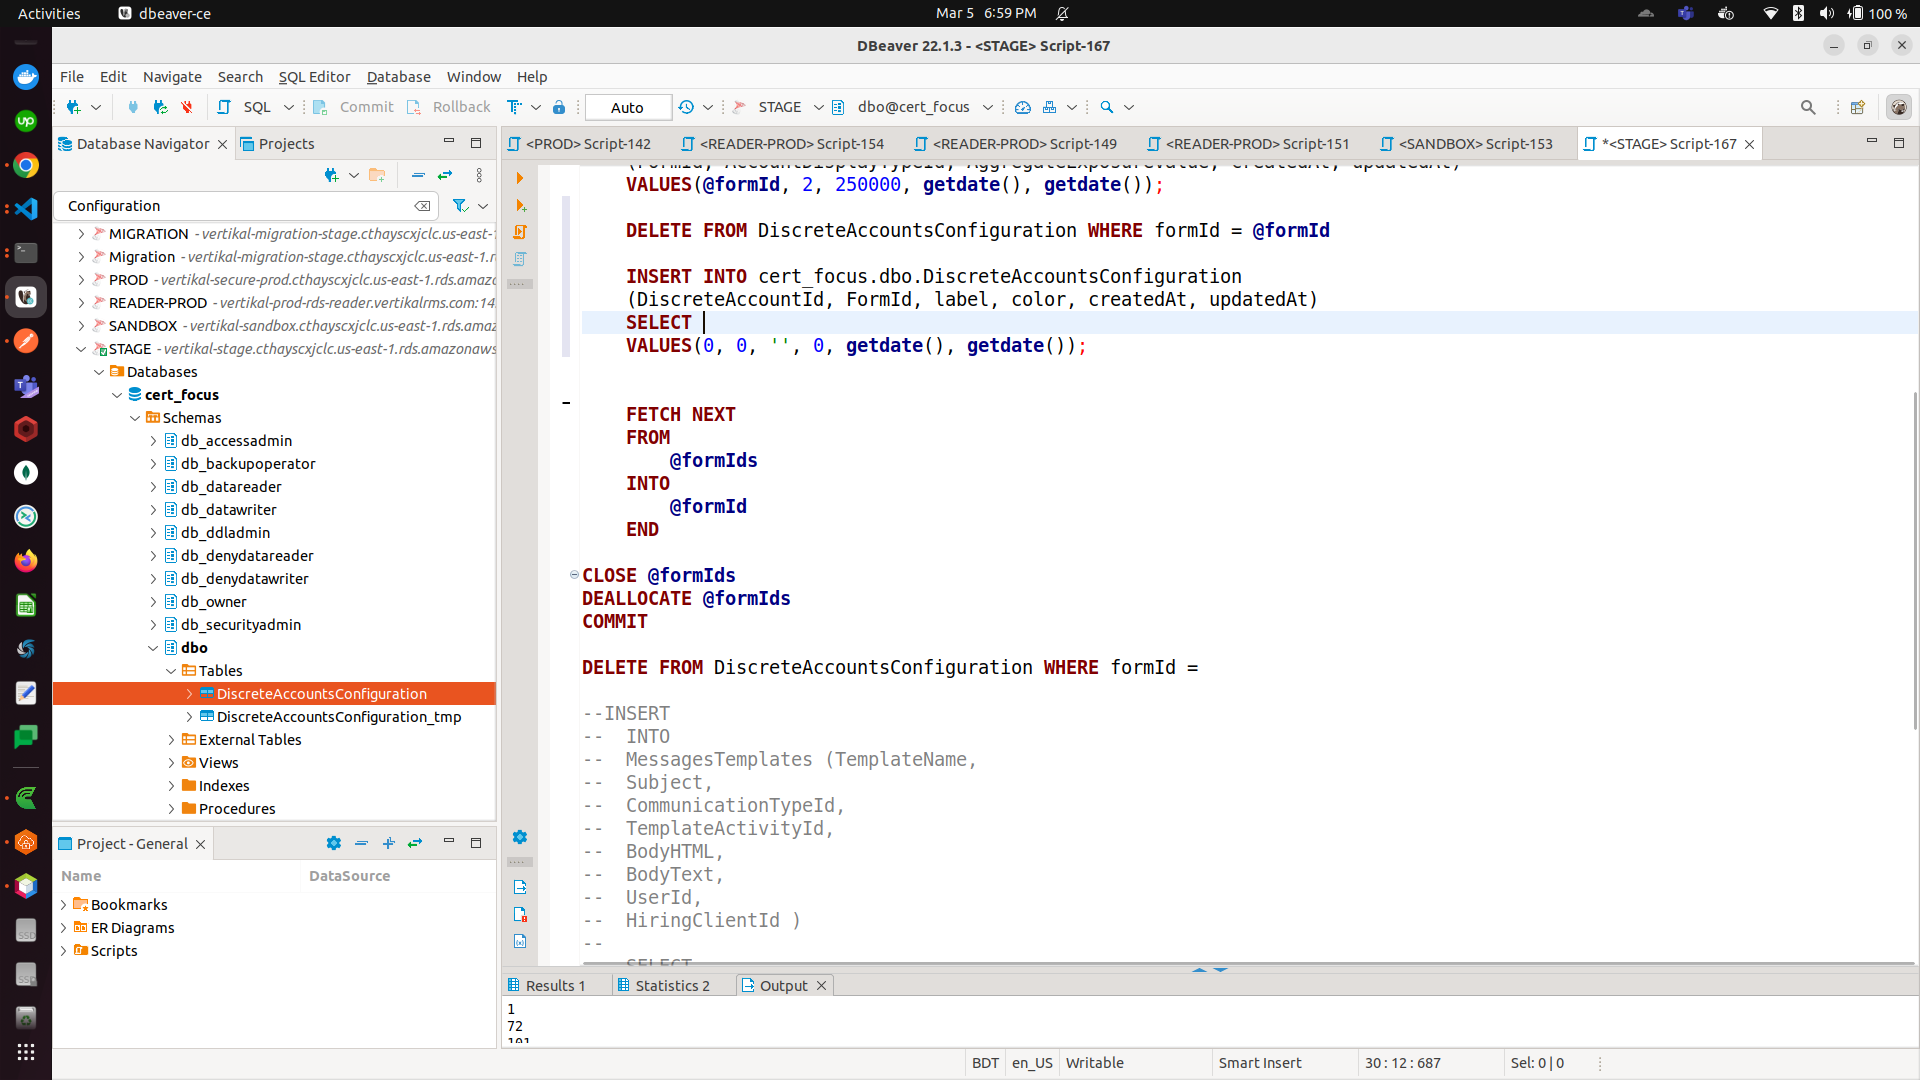 Activities
dbeaver-ce
Mar 5 6:59 PM
100 %
DBeaver 22.1.3 - <STAGE> Script-167
File Edit Navigate Search SQL Editor Database Window Help
SQL Commit Rollback Auto STAGE dbo@cert_focus
Database Navigator
Projects
Configuration
MIGRATION - vertikal-migration-stage.cthayscxjclc.us-east-1
Migration - vertikal-migration-stage.cthayscxjclc.us-east-1.r
PROD - vertikal-secure-prod.cthayscxjclc.us-east-1.rds.amaz
READER-PROD - vertikal-prod-rds-reader.vertikalrms.com:14
SANDBOX - vertikal-sandbox.cthayscxjclc.us-east-1.rds.ama
STAGE - vertikal-stage.cthayscxjclc.us-east-1.rds.amazonaws
Databases
cert_focus
Schemas
db_accessadmin
db_backupoperator
db_datareader
db_datawriter
db_ddladmin
db_denydatareader
db_denydatawriter
db_owner
db_securityadmin
dbo
Tables
DiscreteAccountsConfiguration
DiscreteAccountsConfiguration_tmp
External Tables
Views
Indexes
Procedures
Project - General
Name DataSource
Bookmarks
ER Diagrams
Scripts
<PROD> Script-142
<READER-PROD> Script-154
<READER-PROD> Script-149
<READER-PROD> Script-151
<SANDBOX> Script-153
*<STAGE> Script-167
(FormId, AccountDisplayTypeId, AggregateExposureValue, createdAt, updatedAt)
VALUES(@formId, 2, 250000, getdate(), getdate());
DELETE FROM DiscreteAccountsConfiguration WHERE formId = @formId
INSERT INTO cert_focus.dbo.DiscreteAccountsConfiguration
(DiscreteAccountId, FormId, label, color, createdAt, updatedAt)
SELECT
VALUES(0, 0, '', 0, getdate(), getdate());
FETCH NEXT
FROM
@formIds
INTO
@formId
END
CLOSE @formIds
DEALLOCATE @formIds
COMMIT
DELETE FROM DiscreteAccountsConfiguration WHERE formId =
--INSERT
-- INTO
-- MessagesTemplates (TemplateName,
-- Subject,
-- CommunicationTypeId,
-- TemplateActivityId,
-- BodyHTML,
-- BodyText,
-- UserId,
-- HiringClientId )
--
SELECT
Results 1
Statistics 2
Output
1
72
101
BDT en_US Writable Smart Insert 30 : 12 : 687 Sel: 0 | 0